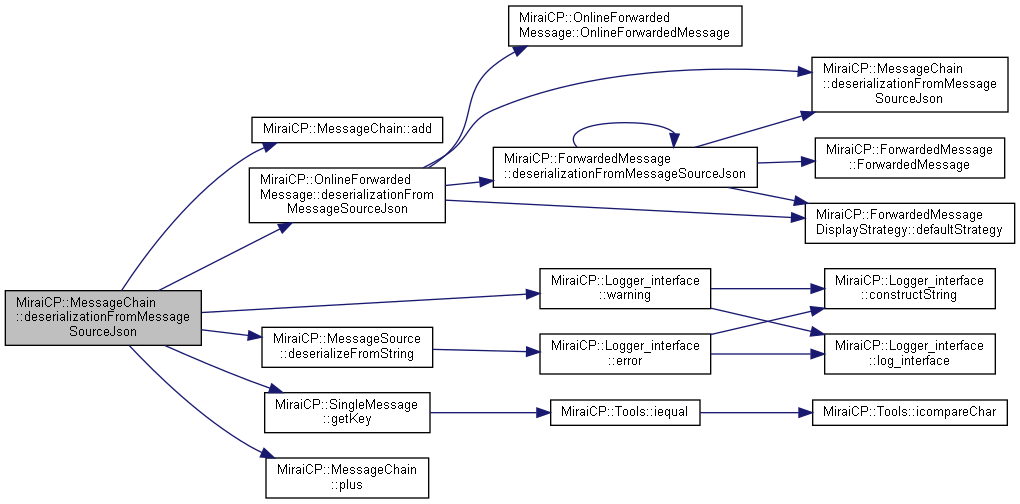 MiraiCP::OnlineForwarded
Message::OnlineForwardedMessage
MiraiCP::MessageChain
::deserializationFromMessage
SourceJson
MiraiCP::MessageChain::add
MiraiCP::ForwardedMessage
::deserializationFromMessageSourceJson
MiraiCP::ForwardedMessage
::ForwardedMessage
MiraiCP::OnlineForwarded
Message::deserializationFrom
MessageSourceJson
MiraiCP::ForwardedMessage
DisplayStrategy::defaultStrategy
MiraiCP::MessageChain
::deserializationFromMessage
SourceJson
MiraiCP::Logger_interface
::warning
MiraiCP::Logger_interface
::constructString
MiraiCP::MessageSource
::deserializeFromString
MiraiCP::Logger_interface
::error
MiraiCP::Logger_interface
::log_interface
MiraiCP::SingleMessage
::getKey
MiraiCP::Tools::iequal
MiraiCP::Tools::icompareChar
MiraiCP::MessageChain
::plus